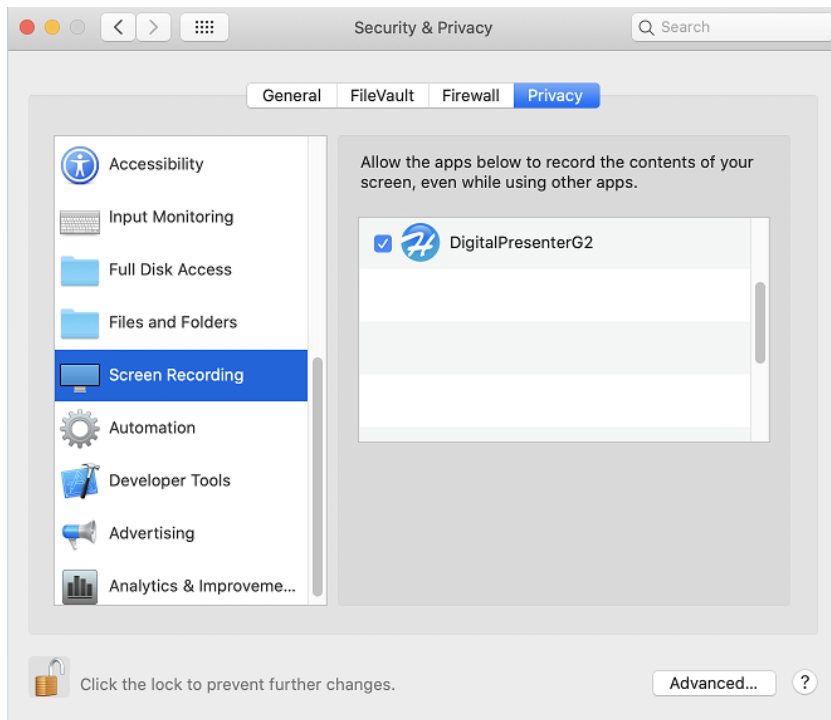 Security & Privacy
Search
General
FileVault
Firewall
Privacy
Accessibility
Input Monitoring
Full Disk Access
Files and Folders
Screen Recording
Automation
Developer Tools
Advertising
Analytics & Improveme...
Allow the apps below to record the contents of your
screen, even while using other apps.
DigitalPresenterG2
Click the lock to prevent further changes.
Advanced...
?